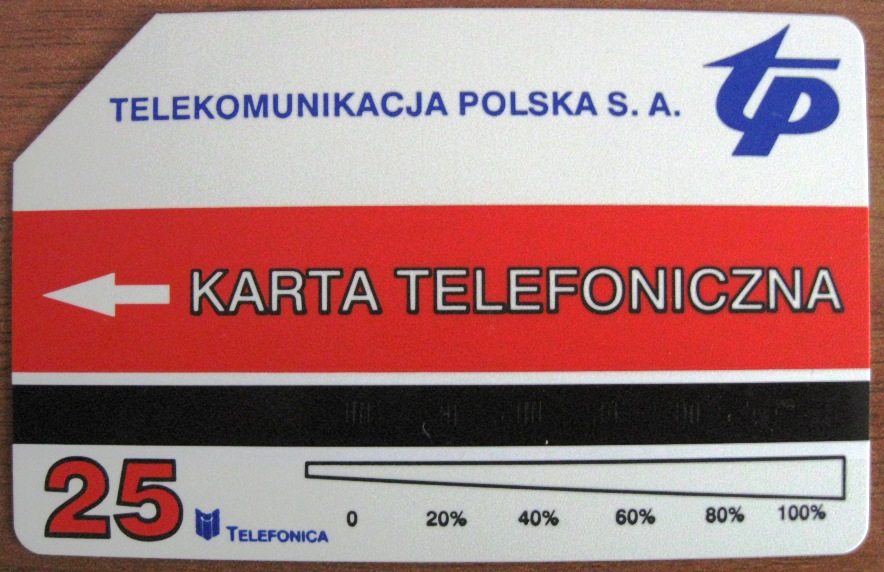 TELEKOMUNIKACJA POLSKA S. A.
tp
KARTA TELEFONICZNA
25
TELEFONICA
0 20% 40% 60% 80% 100%